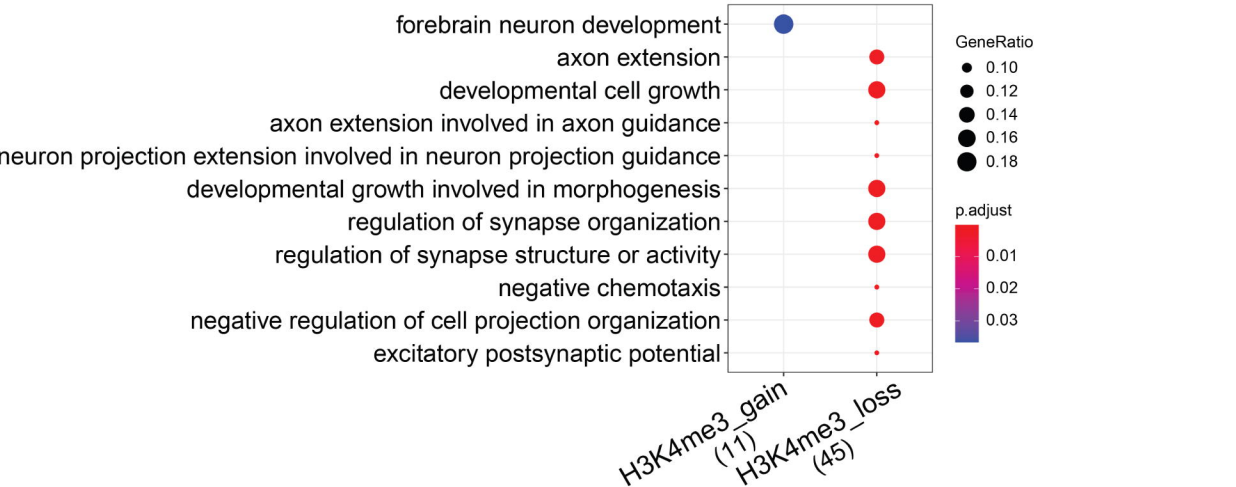 forebrain neuron development
axon extension
developmental cell growth
axon extension involved in axon guidance
neuron projection extension involved in neuron projection guidance
developmental growth involved in morphogenesis
regulation of synapse organization
regulation of synapse structure or activity
negative chemotaxis
negative regulation of cell projection organization
excitatory postsynaptic potential
H3K4me3_gain
(11)
H3K4me3_loss
(45)
GeneRatio
0.10
0.12
0.14
0.16
0.18
p.adjust
0.01
0.02
0.03